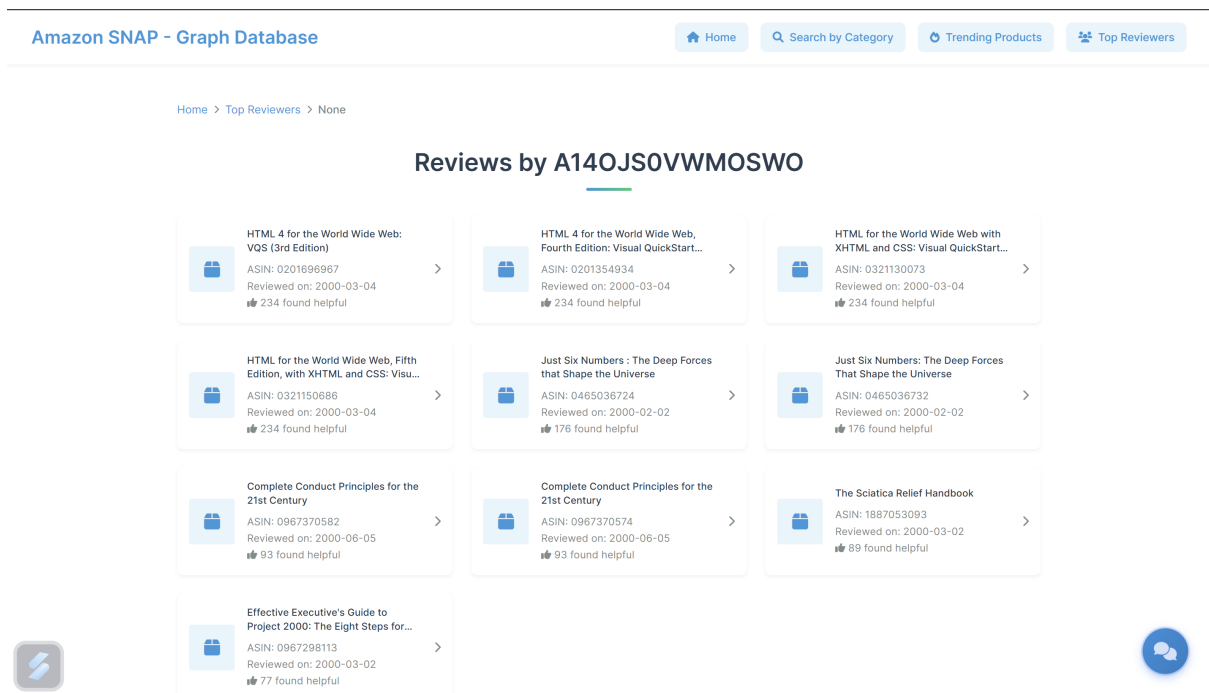 Amazon SNAP - Graph Database
Home
Search by Category
Trending Products
Top Reviewers
Home > Top Reviewers > None
Reviews by A14OJS0VWMOSWO
HTML 4 for the World Wide Web:
VQS (3rd Edition)
ASIN: 0201696967
Reviewed on: 2000-03-04
234 found helpful
HTML 4 for the World Wide Web,
Fourth Edition: Visual QuickStart...
ASIN: 0201354934
Reviewed on: 2000-03-04
234 found helpful
HTML for the World Wide Web with
XHTML and CSS: Visual QuickStart...
ASIN: 0321130073
Reviewed on: 2000-03-04
234 found helpful
HTML for the World Wide Web, Fifth
Edition, with XHTML and CSS: Visu...
ASIN: 0321150686
Reviewed on: 2000-03-04
234 found helpful
Just Six Numbers : The Deep Forces
that Shape the Universe
ASIN: 0465036724
Reviewed on: 2000-02-02
176 found helpful
Just Six Numbers: The Deep Forces
That Shape the Universe
ASIN: 0465036732
Reviewed on: 2000-02-02
176 found helpful
Complete Conduct Principles for the
21st Century
ASIN: 0967370582
Reviewed on: 2000-06-05
93 found helpful
Complete Conduct Principles for the
21st Century
ASIN: 0967370574
Reviewed on: 2000-06-05
93 found helpful
The Sciatica Relief Handbook
ASIN: 1887053093
Reviewed on: 2000-03-02
89 found helpful
Effective Executive's Guide to
Project 2000: The Eight Steps for...
ASIN: 0967298113
Reviewed on: 2000-03-02
77 found helpful